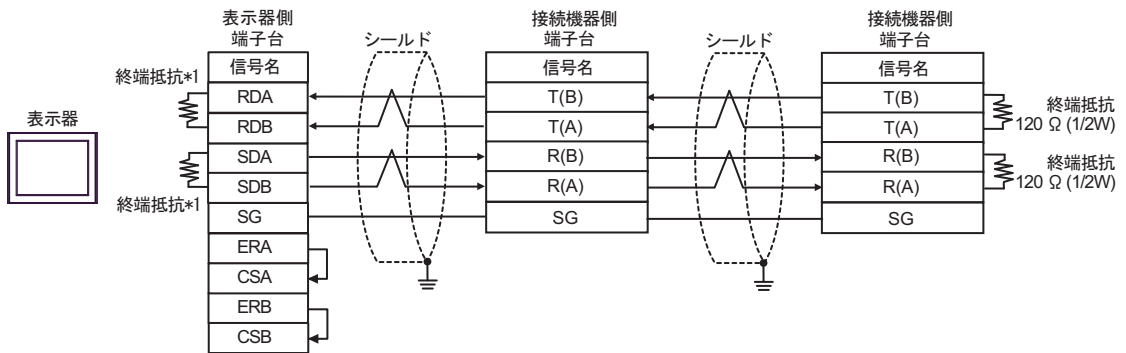 表示器
表示器側
端子台
信号名
終端抵抗*1
RDA
RDB
SDA
SDB
終端抵抗*1
SG
ERA
CSA
ERB
CSB
シールド
接続機器側
端子台
信号名
T(B)
T(A)
R(B)
R(A)
SG
シールド
接続機器側
端子台
信号名
T(B)
T(A)
R(B)
R(A)
SG
終端抵抗
120 Ω (1/2W)
終端抵抗
120 Ω (1/2W)